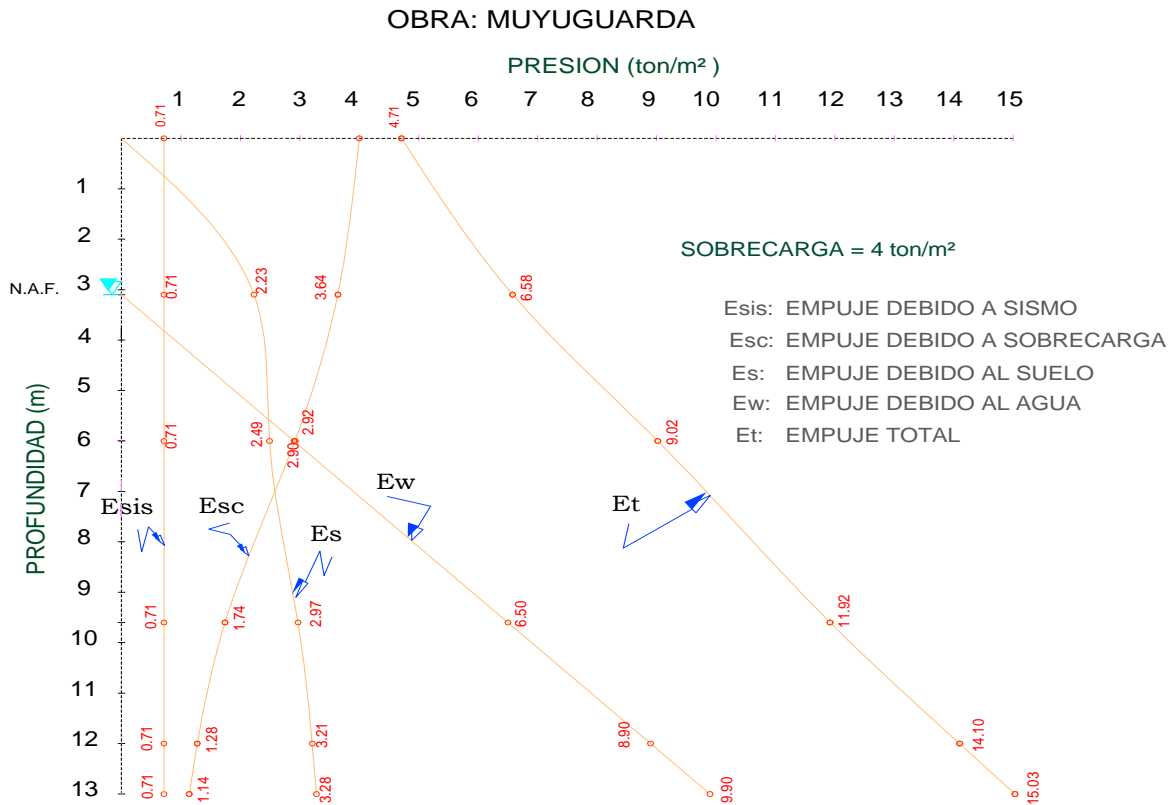 OBRA: MUYUGUARDA
PRESION (ton/m² )
1 2 3 4 5 6 7 8 9 10 11 12 13 14 15
0.71
4.71
1
2
SOBRECARGA = 4 ton/m²
N.A.F.
3
0.71
2.23
3.64
6.58
Esis: EMPUJE DEBIDO A SISMO
Esc: EMPUJE DEBIDO A SOBRECARGA
Es: EMPUJE DEBIDO AL SUELO
Ew: EMPUJE DEBIDO AL AGUA
Et: EMPUJE TOTAL
4
5
PROFUNDIDAD (m)
6
0.71
2.49
2.90
2.92
9.02
7
Esis
Esc
Es
Ew
Et
8
9
0.71
1.74
2.97
6.50
11.92
10
11
12
0.71
1.28
3.21
8.90
14.10
13
0.71
1.14
3.28
9.90
15.03